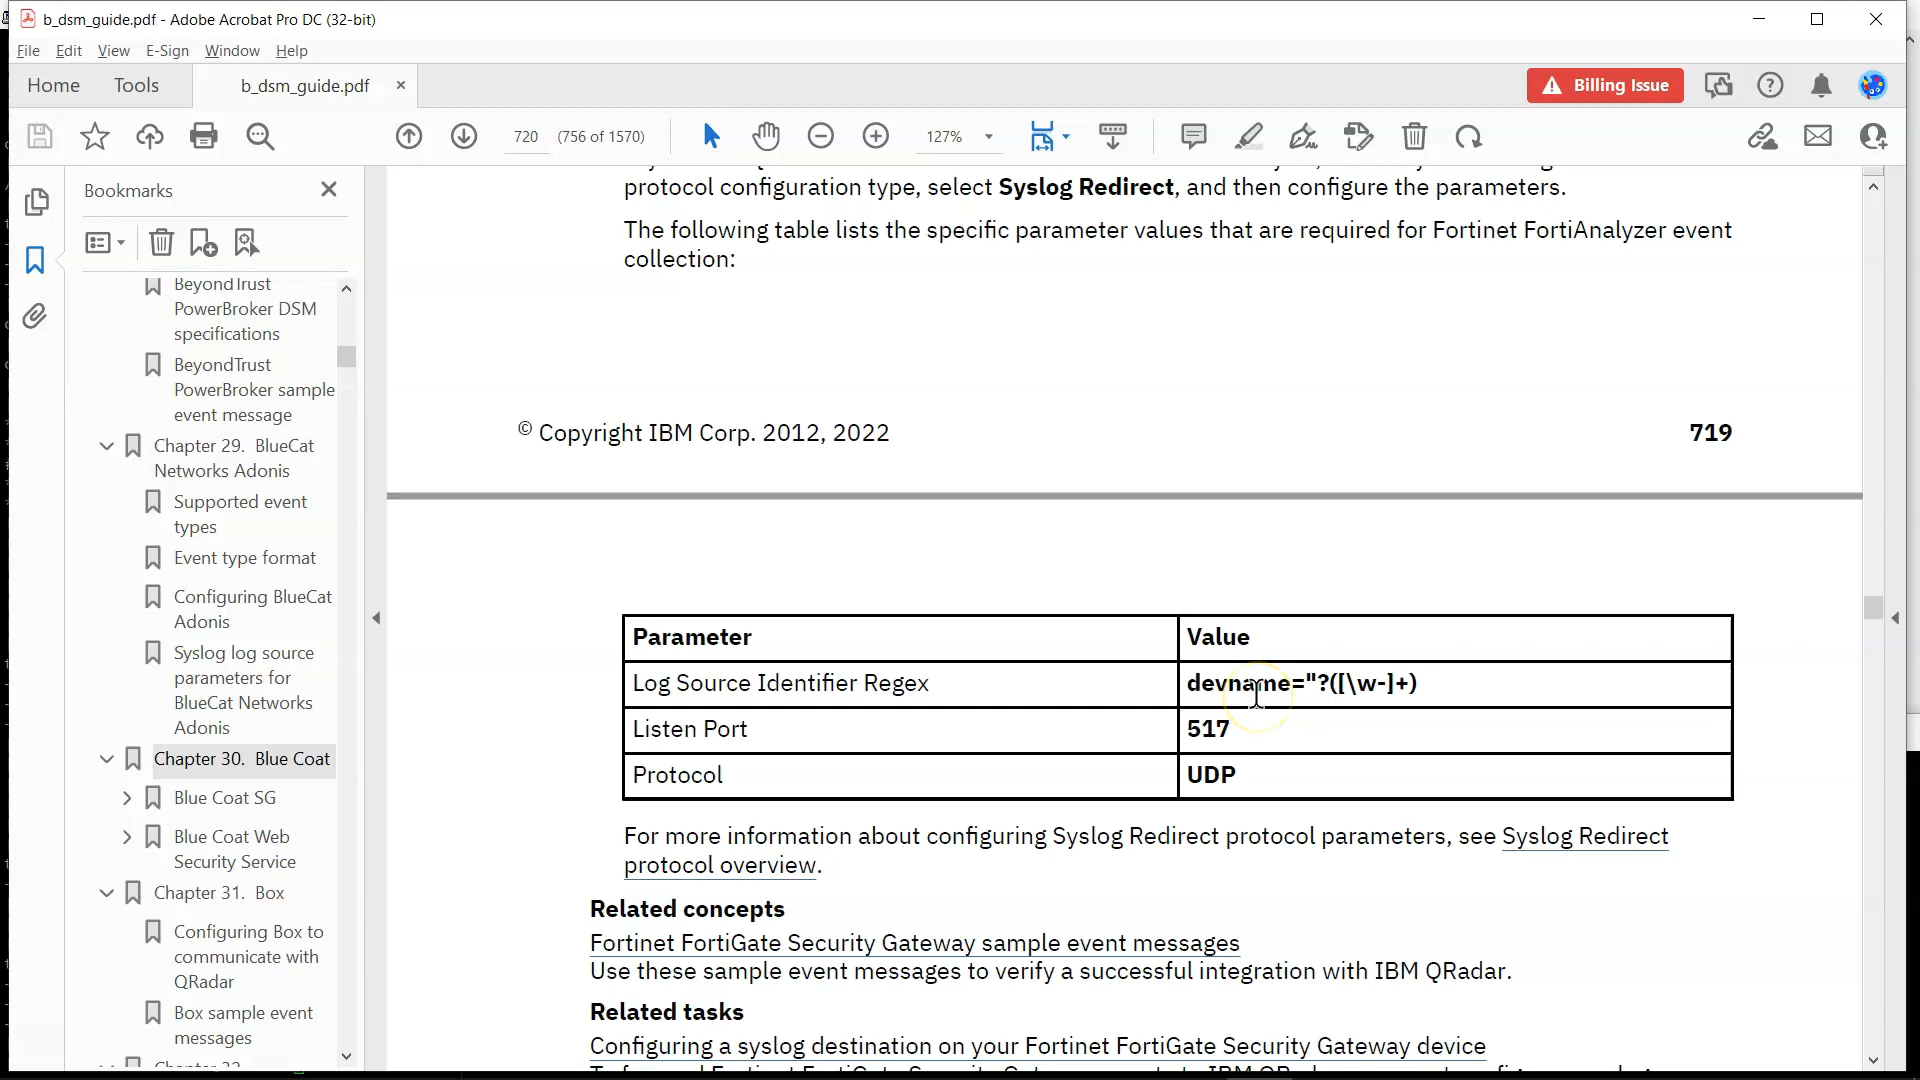 b_dsm_guide.pdf - Adobe Acrobat Pro DC (32-bit)
File Edit View E-Sign Window Help
Home Tools b_dsm_guide.pdf Billing Issue
720 (756 of 1570) 127%
Bookmarks
BeyondTrust
PowerBroker DSM
specifications
BeyondTrust
PowerBroker sample
event message
Chapter 29. BlueCat
Networks Adonis
Supported event
types
Event type format
Configuring BlueCat
Adonis
Syslog log source
parameters for
BlueCat Networks
Adonis
Chapter 30. Blue Coat
Blue Coat SG
Blue Coat Web
Security Service
Chapter 31. Box
Configuring Box to
communicate with
QRadar
Box sample event
messages
protocol configuration type, select Syslog Redirect, and then configure the parameters.
The following table lists the specific parameter values that are required for Fortinet FortiAnalyzer event
collection:
© Copyright IBM Corp. 2012, 2022 719
Parameter Value
Log Source Identifier Regex devname="?([\w-]+)
Listen Port 517
Protocol UDP
For more information about configuring Syslog Redirect protocol parameters, see Syslog Redirect
protocol overview.
Related concepts
Fortinet FortiGate Security Gateway sample event messages
Use these sample event messages to verify a successful integration with IBM QRadar.
Related tasks
Configuring a syslog destination on your Fortinet FortiGate Security Gateway device